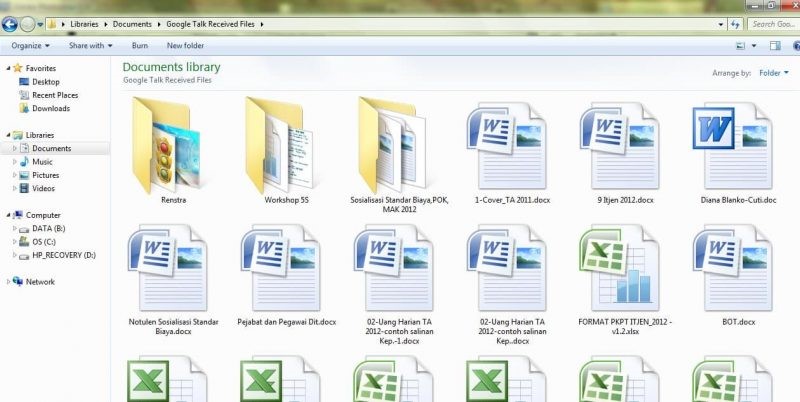 Libraries ▸ Documents ▸ Google Talk Received Files ▸
Search Goo...
Organize ▾ Share with ▾ Burn New folder
Favorites
Desktop
Recent Places
Downloads
Libraries
Documents
Music
Pictures
Videos
Computer
DATA (B:)
OS (C:)
HP_RECOVERY (D:)
Network
Documents library
Google Talk Received Files
Arrange by: Folder ▾
Renstra
Workshop 5S
Sosialisasi Standar Biaya,POK,
MAK 2012
1-Cover_TA 2011.docx
9 Itjen 2012.docx
Diana Blanko-Cuti.doc
Notulen Sosialisasi Standar
Biaya.docx
Pejabat dan Pegawai Dit.docx
02-Uang Harian TA
2012-contoh salinan
Kep.-1.docx
02-Uang Harian TA
2012-contoh salinan
Kep..docx
FORMAT PKPT ITJEN_2012 -
v1.2.xlsx
BOT.docx